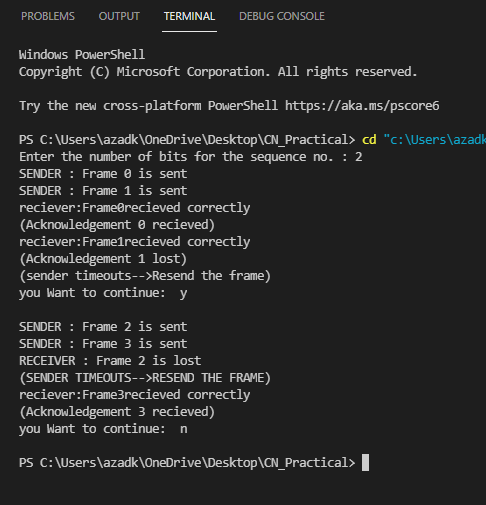 PROBLEMS OUTPUT TERMINAL DEBUG CONSOLE
Windows PowerShell
Copyright (C) Microsoft Corporation. All rights reserved.
Try the new cross-platform PowerShell https://aka.ms/pscore6
PS C:\Users\azadk\OneDrive\Desktop\CN_Practical> cd "c:\Users\azadk
Enter the number of bits for the sequence no. : 2
SENDER : Frame 0 is sent
SENDER : Frame 1 is sent
reciever:Frame0recieved correctly
(Acknowledgement 0 recieved)
reciever:Frame1recieved correctly
(Acknowledgement 1 lost)
(sender timeouts-->Resend the frame)
you Want to continue:  y
SENDER : Frame 2 is sent
SENDER : Frame 3 is sent
RECEIVER : Frame 2 is lost
(SENDER TIMEOUTS-->RESEND THE FRAME)
reciever:Frame3recieved correctly
(Acknowledgement 3 recieved)
you Want to continue:  n
PS C:\Users\azadk\OneDrive\Desktop\CN_Practical>